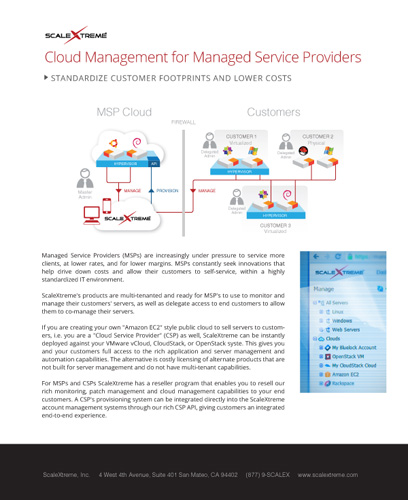 SCALEXTREME
Cloud Management for Managed Service Providers
STANDARDIZE CUSTOMER FOOTPRINTS AND LOWER COSTS
MSP Cloud
Customers
FIREWALL
CUSTOMER 1
Virtualized
CUSTOMER 2
Physical
Delegated
Admin
Delegated
Admin
HYPERVISOR
API
HYPERVISOR
Master
Admin
MANAGE
PROVISION
MANAGE
Delegated
Admin
SCALEXTREME
HYPERVISOR
CUSTOMER 2
Virtualized
Managed Service Providers (MSPs) are increasingly under pressure to service more
clients, at lower rates, and for lower margins. MSPs constantly seek innovations that
help drive down costs and allow their customers to self-service, within a highly
standardized IT environment.
ScaleXtreme's products are multi-tenanted and ready for MSP's to use to monitor and
manage their customers' servers, as well as delegate access to end customers to allow
them to co-manage their servers.
If you are creating your own "Amazon EC2" style public cloud to sell servers to custom-
ers, i.e. you are a "Cloud Service Provider" (CSP) as well, ScaleXtreme can be instantly
deployed against your VMware vCloud, CloudStack, or OpenStack syste. This gives you
and your customers full access to the rich application and server management and
automation capabilities. The alternative is costly licensing of alternate products that are
not built for server management and do not have multi-tenant capabilities.
For MSPs and CSPs ScaleXtreme has a reseller program that enables you to resell our
rich monitoring, patch management and cloud management capabilities to your end
customers. A CSP's provisioning system can be integrated directly into the ScaleXtreme
account management systems through our rich CSP API, giving customers an integrated
end-to-end experience.
SCALEXTREME
Manage
All Servers
Linux
Windows
Web Servers
Clouds
My Bluelock Account
OpenStack VM
My CloudStack Cloud
Amazon EC2
Rackspace
ScaleXtreme, Inc. 4 West 4th Avenue, Suite 401 San Mateo, CA 94402 (877) 9-SCALEX www.scalextreme.com